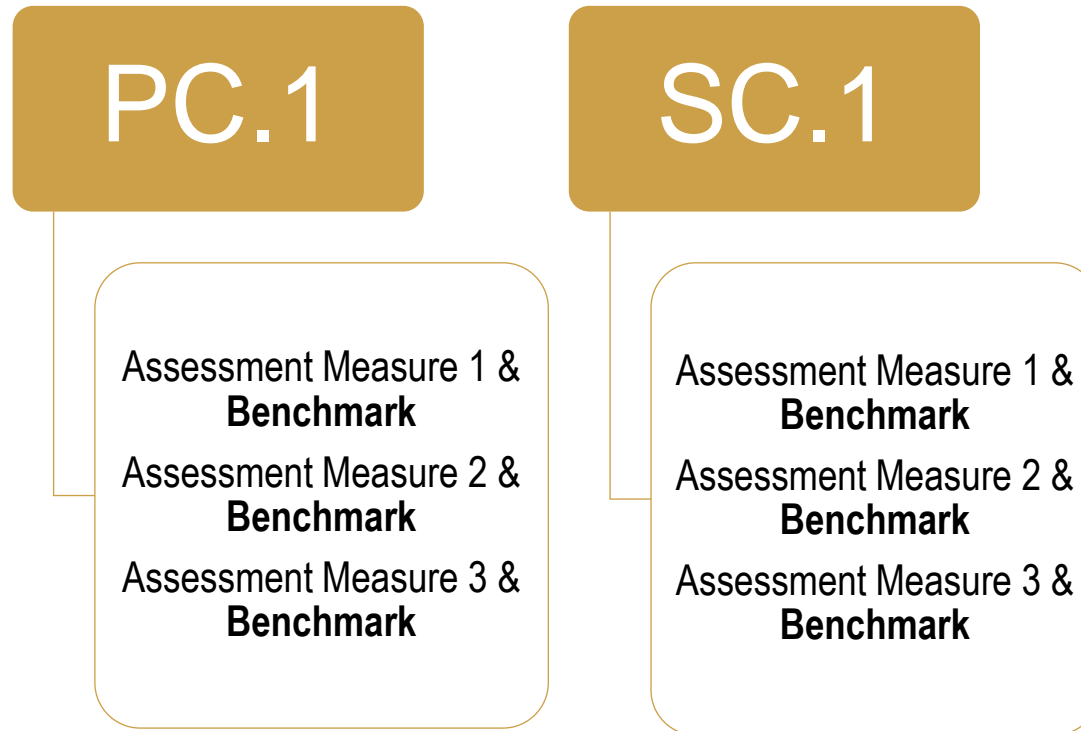 PC.1
Assessment Measure 1 &
Benchmark
Assessment Measure 2 &
Benchmark
Assessment Measure 3 &
Benchmark
SC.1
Assessment Measure 1 &
Benchmark
Assessment Measure 2 &
Benchmark
Assessment Measure 3 &
Benchmark